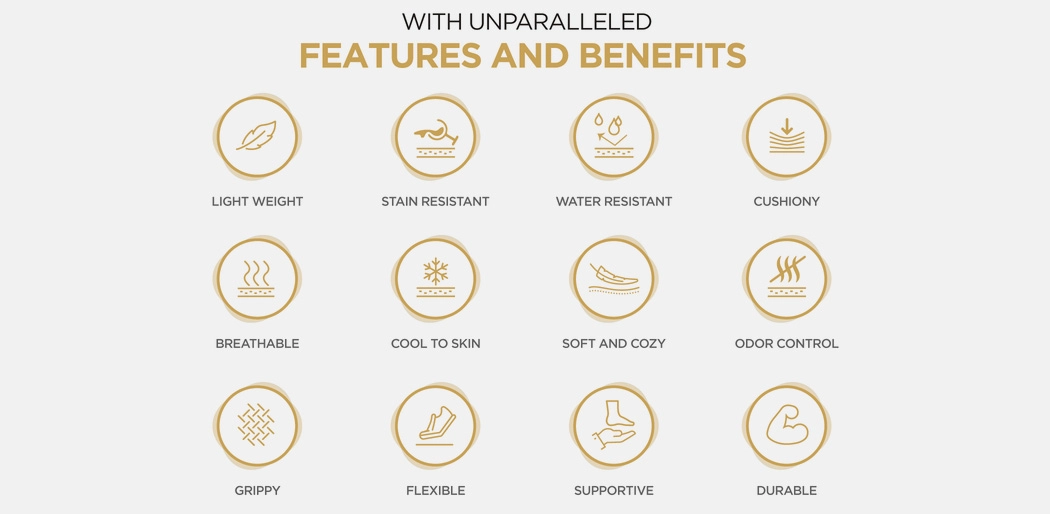 WITH UNPARALLELED
FEATURES AND BENEFITS
LIGHT WEIGHT
STAIN RESISTANT
WATER RESISTANT
CUSHIONY
BREATHABLE
COOL TO SKIN
SOFT AND COZY
ODOR CONTROL
GRIPPY
FLEXIBLE
SUPPORTIVE
DURABLE